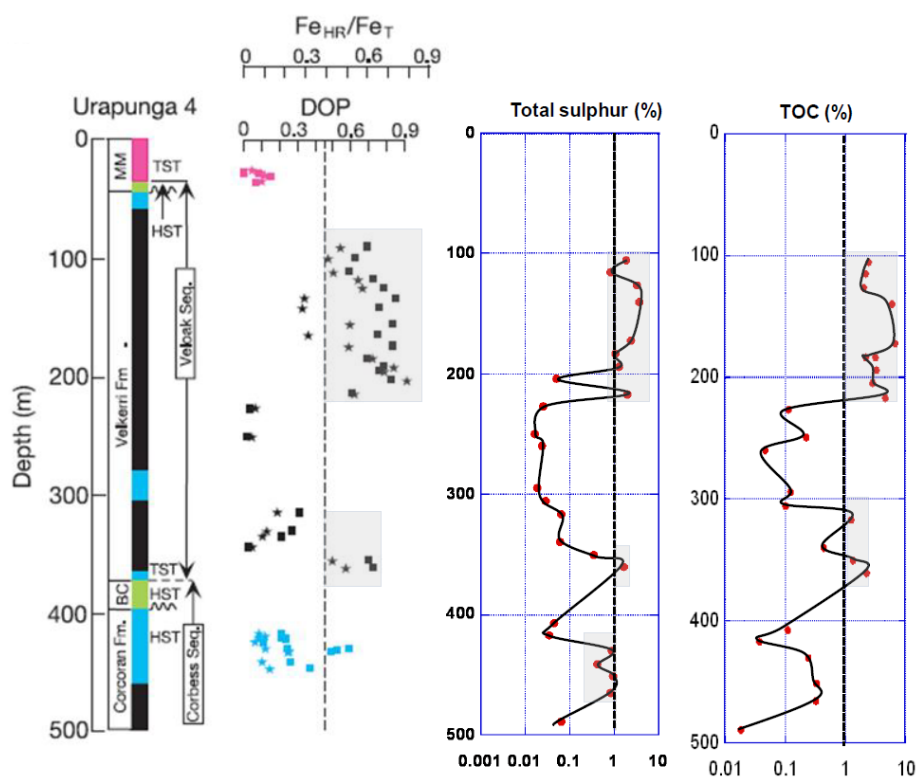 Fe_HR/Fe_T
0 0.3 0.6 0.9
Urapunga 4
DOP
0 0.3 0.6 0.9
Total sulphur (%)
TOC (%)
Depth (m)
0
100
200
300
400
500
MM
Velkerri Fm
BC
Corcoran Fm.
TST
HST
Veloak Seq.
TST
HST
HST
Corbess Seq.
0
100
200
300
400
500
0.001 0.01 0.1 1 10
0
100
200
300
400
500
0.01 0.1 1 10